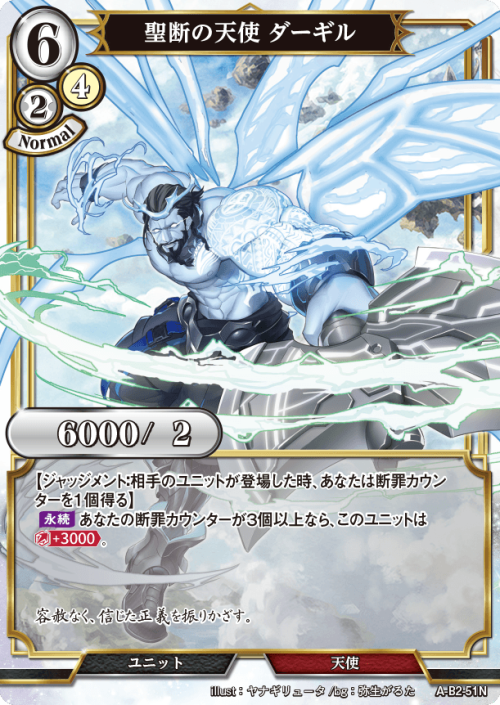 6
聖断の天使 ダーギル
2
4
Normal
6000/ 2
【ジャッジメント:相手のユニットが登場した時、あなたは断罪カウン
ターを1個得る】
永続 あなたの断罪カウンターが3個以上なら、このユニットは
+3000。
容赦なく、信じた正義を振りかざす。
ユニット
天使
illust：ヤナギリュータ/bg：弥生がるた
A-B2-51N